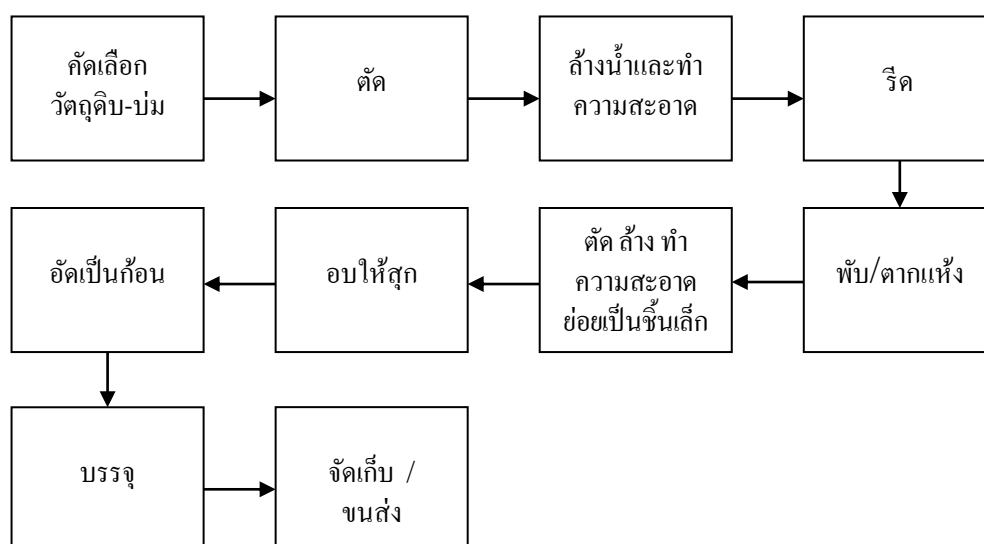 คัดเลือก
วัตถุดิบ-บ่ม
ตัด
ล้างน้ำและทำ
ความสะอาด
รีด
พับ/ตากแห้ง
ตัด ล้าง ทำ
ความสะอาด
ย่อยเป็นชิ้นเล็ก
อบให้สุก
อัดเป็นก้อน
บรรจุ
จัดเก็บ /
ขนส่ง